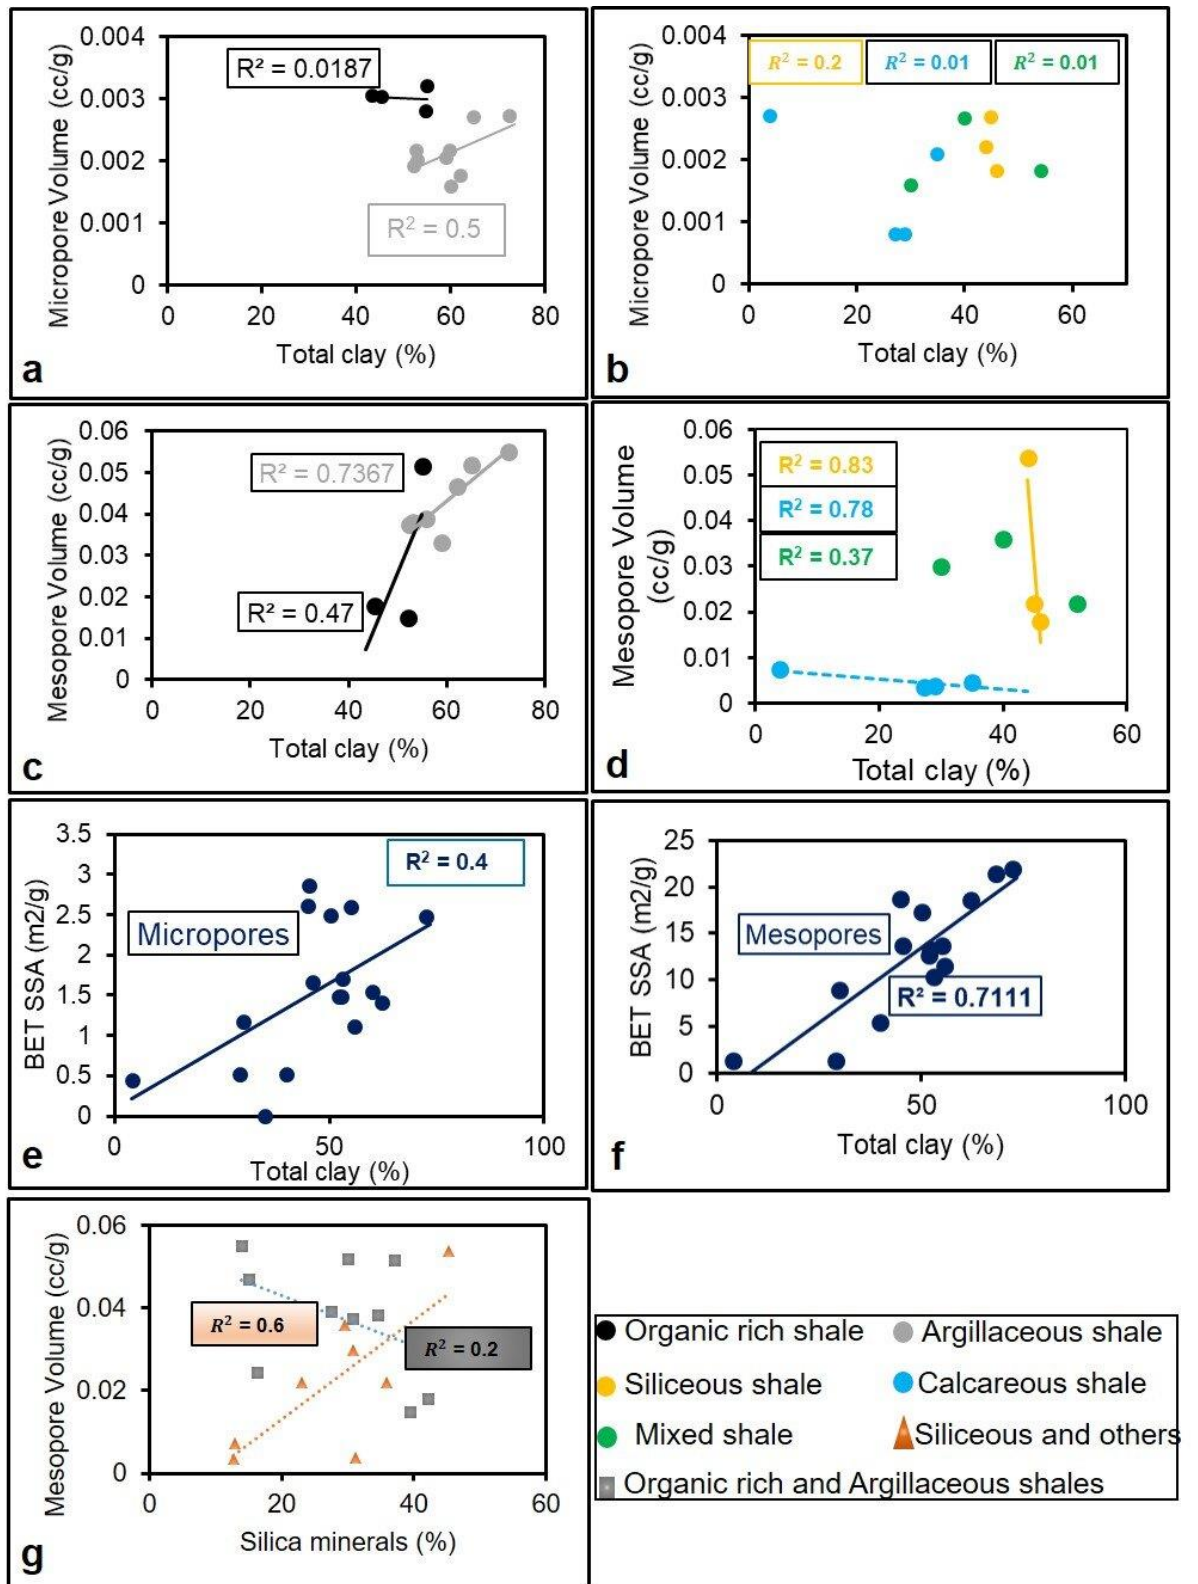 0.004
0.003
0.002
0.001
0
Micropore Volume (cc/g)
R² = 0.0187
R² = 0.5
0 20 40 60 80
Total clay (%)
a
0.004
0.003
0.002
0.001
0
Micropore Volume (cc/g)
R² = 0.2 R² = 0.01 R² = 0.01
0 20 40 60
Total clay (%)
b
0.06
0.05
0.04
0.03
0.02
0.01
0
Mesopore Volume (cc/g)
R² = 0.7367
R² = 0.47
0 20 40 60 80
Total clay (%)
c
0.06
0.05
0.04
0.03
0.02
0.01
0
Mesopore Volume
(cc/g)
R² = 0.83
R² = 0.78
R² = 0.37
0 20 40 60
Total clay (%)
d
3.5
3
2.5
2
1.5
1
0.5
0
BET SSA (m2/g)
R² = 0.4
Micropores
0 50 100
Total clay (%)
e
25
20
15
10
5
0
BET SSA (m2/g)
Mesopores
R² = 0.7111
0 50 100
Total clay (%)
f
0.06
0.04
0.02
0
Mesopore Volume (cc/g)
R² = 0.6
R² = 0.2
0 20 40 60
Silica minerals (%)
g
Organic rich shale Argillaceous shale
Siliceous shale Calcareous shale
Mixed shale Siliceous and others
Organic rich and Argillaceous shales